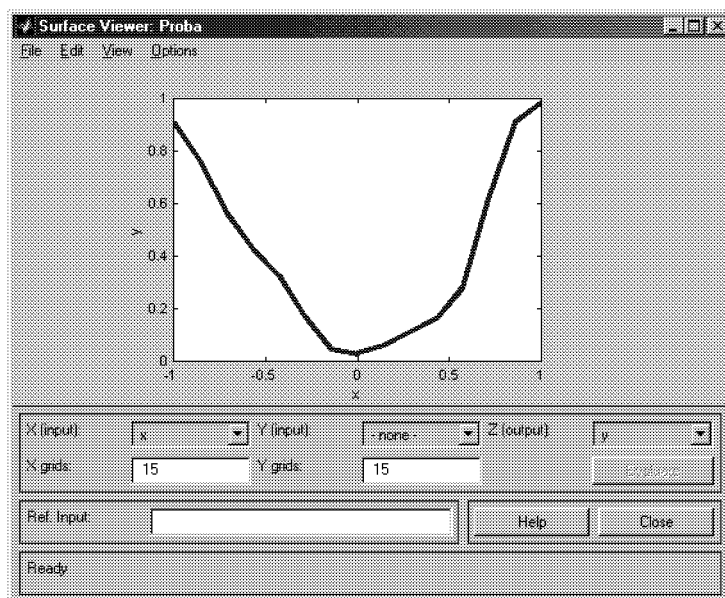 Surface Viewer: Proba
File Edit View Options
1
0.8
0.6
0.4
0.2
0
y
-1 -0.5 0 0.5 1
x
X (input): x Y (input): - none - Z (output): y
X grids: 15 Y grids: 15 Evaluate
Ref. Input: Help Close
Ready